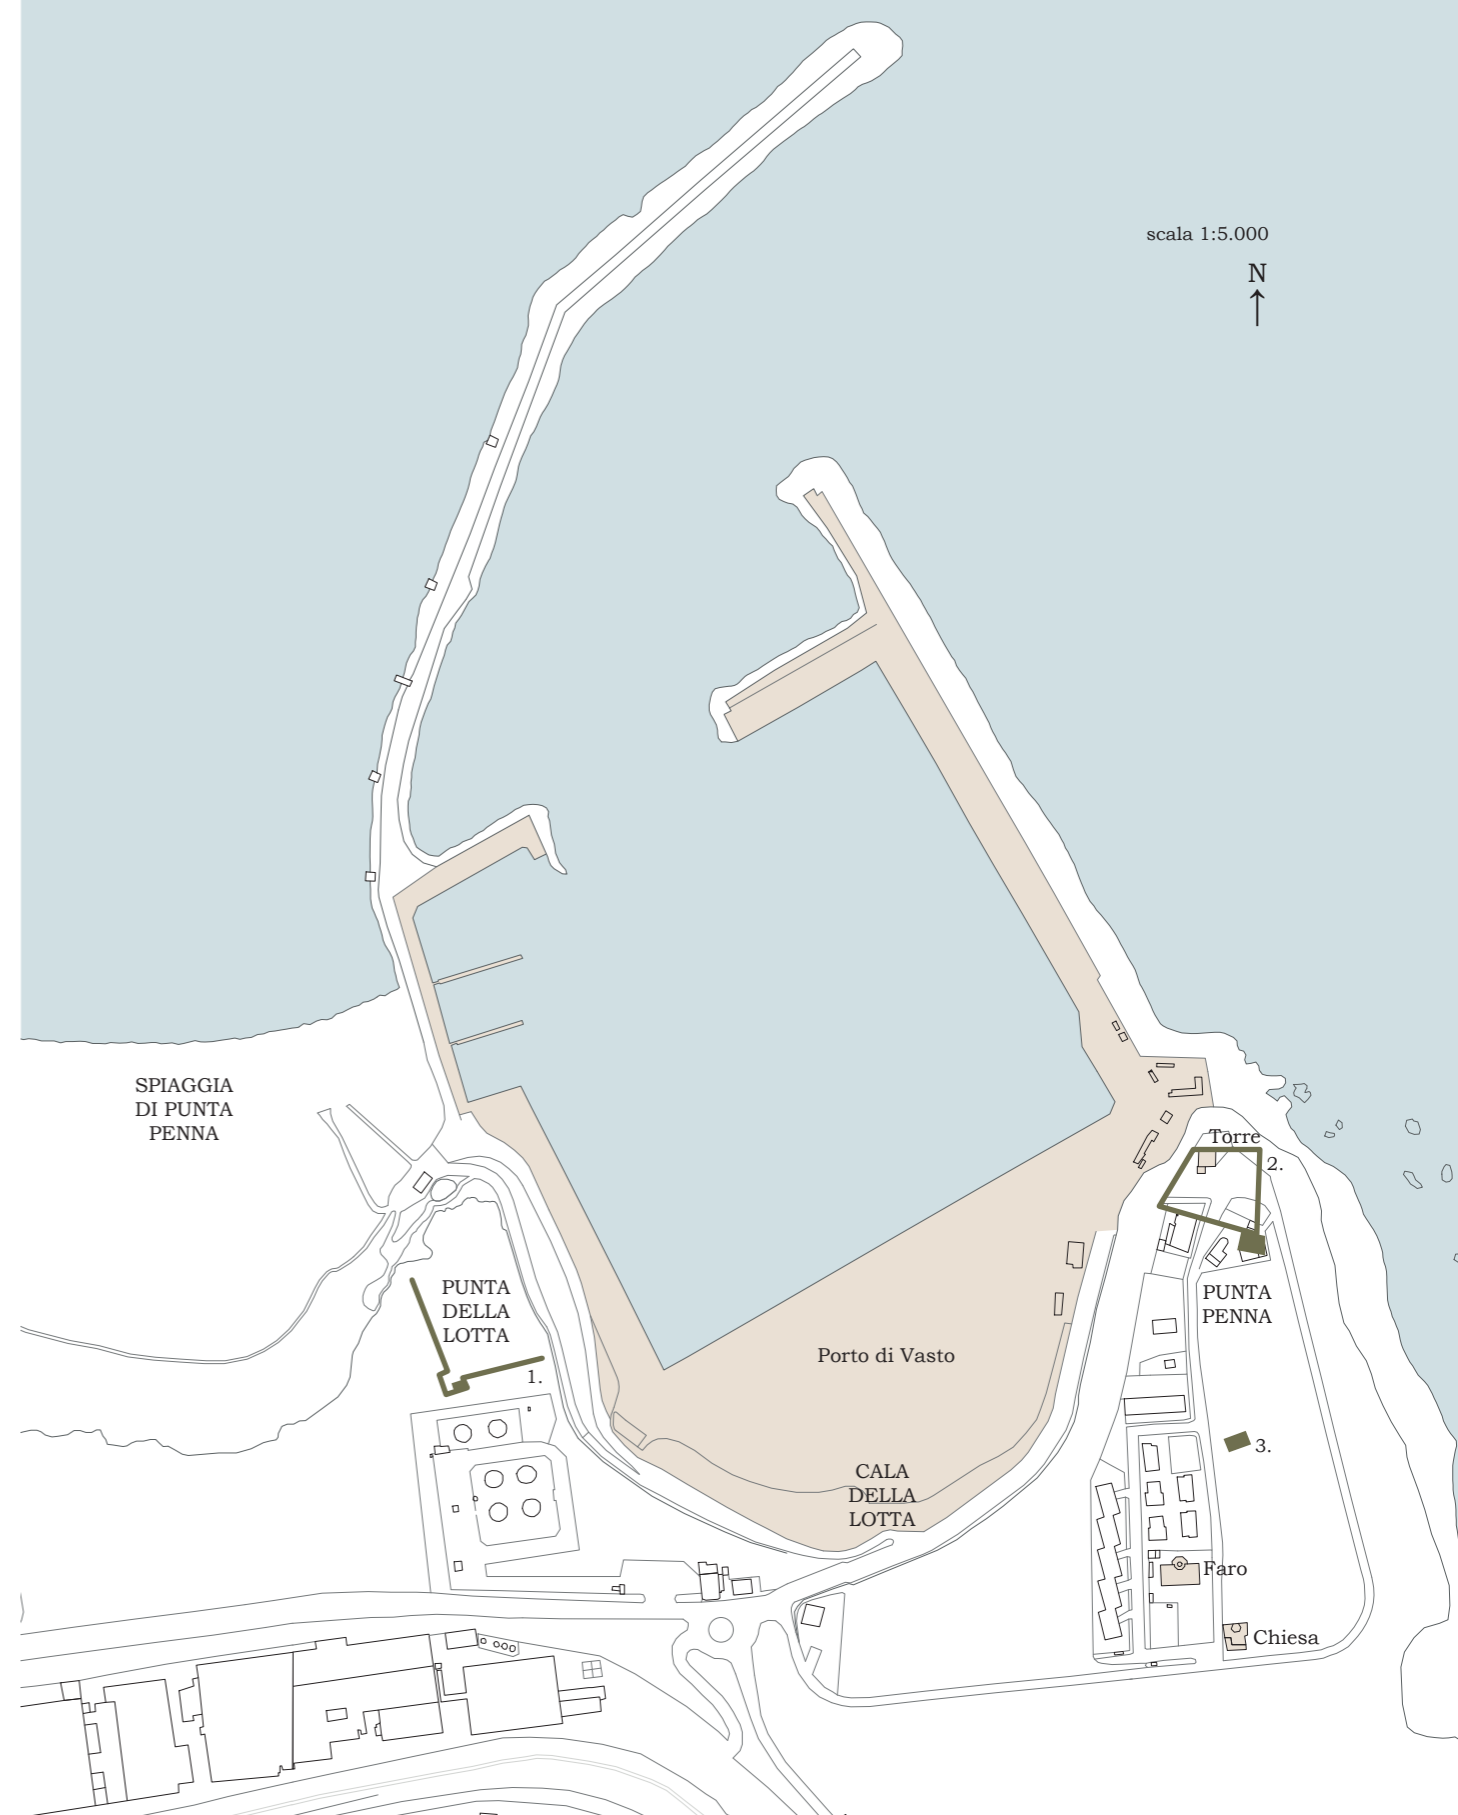 scala 1:5.000
N
SPIAGGIA
DI PUNTA
PENNA
Torre
2.
PUNTA
DELLA
LOTTA
1.
PUNTA
PENNA
Porto di Vasto
3.
CALA
DELLA
LOTTA
Faro
Chiesa